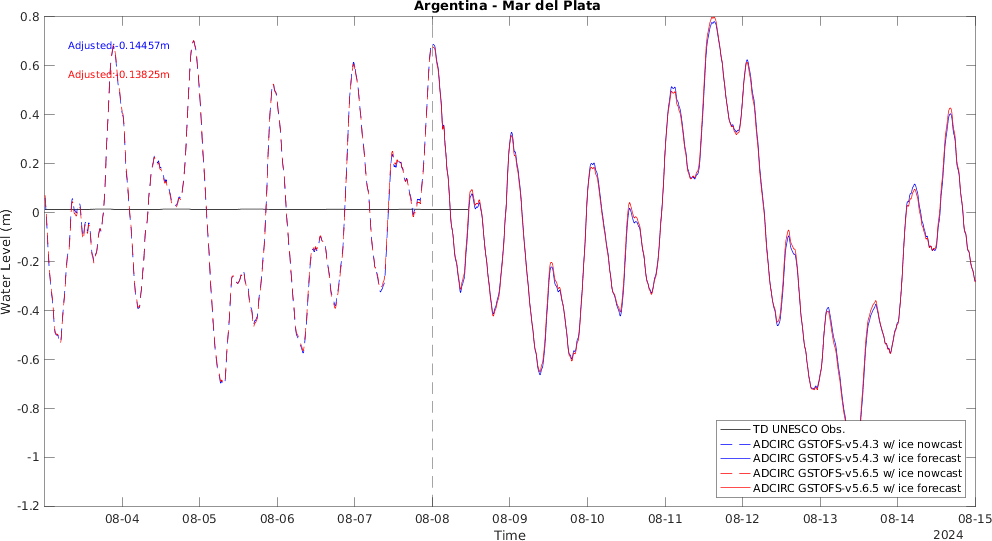 Argentina - Mar del Plata
0.8
0.6
0.4
0.2
0
-0.2
-0.4
-0.6
-0.8
-1
-1.2
Water Level (m)
Adjusted:-0.14457m
Adjusted:-0.13825m
TD UNESCO Obs.
ADCIRC GSTOFS-v5.4.3 w/ ice nowcast
ADCIRC GSTOFS-v5.4.3 w/ ice forecast
ADCIRC GSTOFS-v5.6.5 w/ ice nowcast
ADCIRC GSTOFS-v5.6.5 w/ ice forecast
08-04 08-05 08-06 08-07 08-08 08-09 08-10 08-11 08-12 08-13 08-14 08-15
Time
2024